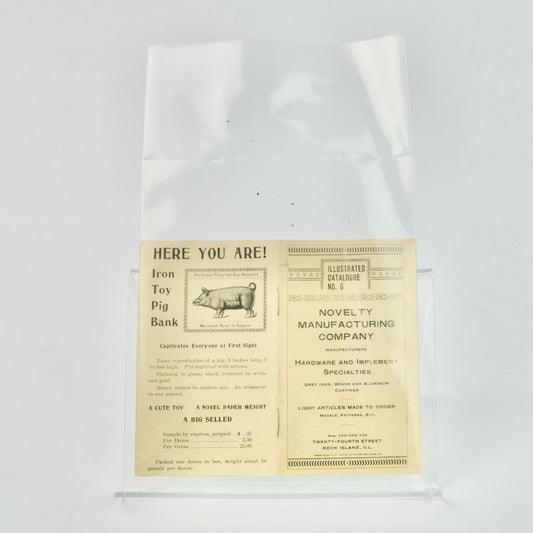 HERE YOU ARE!
Iron
Toy
Pig
Bank
Captivates Everyone at First Sight
Exact reproduction of a pig, 6 inches long, 3
inches high. Put together with screws.
Finished in glossy black, trimmed in white
and gold.
Money cannot be shaken out. An ornament
to any mantel.
A CUTE TOY A NOVEL PAPER WEIGHT
A BIG SELLER
Sample by express, prepaid $ .35
Per Dozen 2.50
Per Gross 25.00
Packed one dozen in box, weight about 18
pounds per dozen.
ILLUSTRATED
CATALOGUE
NO. 6
NOVELTY
MANUFACTURING
COMPANY
MANUFACTURERS
HARDWARE AND IMPLEMENT
SPECIALTIES
GREY IRON, BRASS AND ALUMINUM
CASTINGS
LIGHT ARTICLES MADE TO ORDER
MODELS, PATTERNS, ETC.
TWENTY-FOURTH STREET
ROCK ISLAND, ILL.